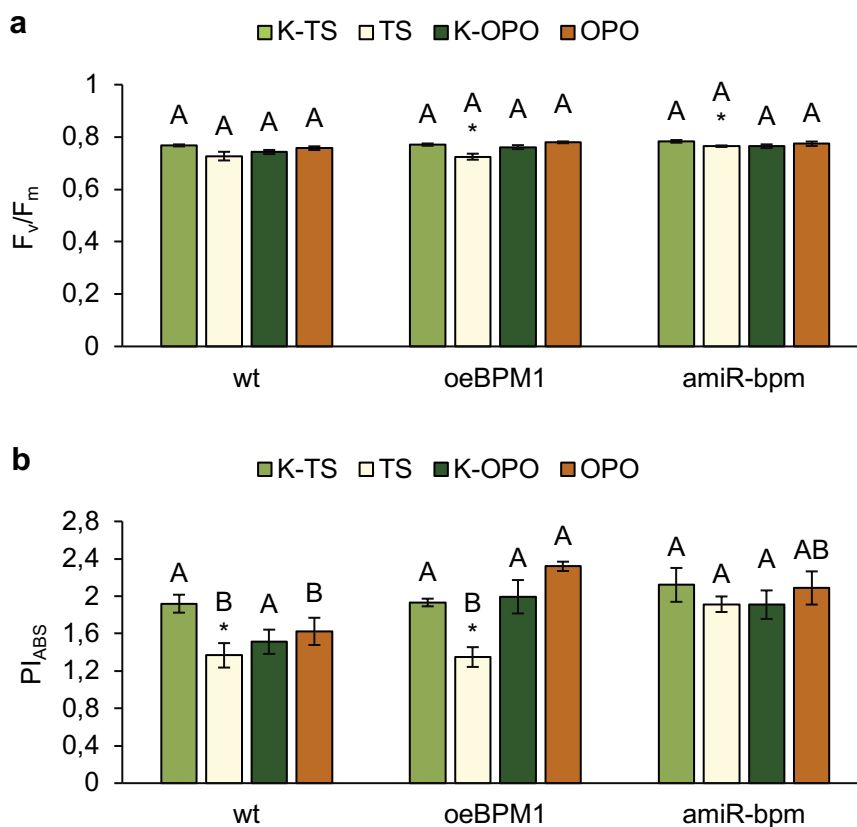 a
K-TS TS K-OPO OPO
1
0,8
0,6
0,4
0,2
0
Fv/Fm
A A A A A A * A A A A * A A
wt oeBPM1 amiR-bpm
b
K-TS TS K-OPO OPO
2,8
2,4
2
1,6
1,2
0,8
0,4
0
PIABS
A B * A B A B * A A A A A AB
wt oeBPM1 amiR-bpm